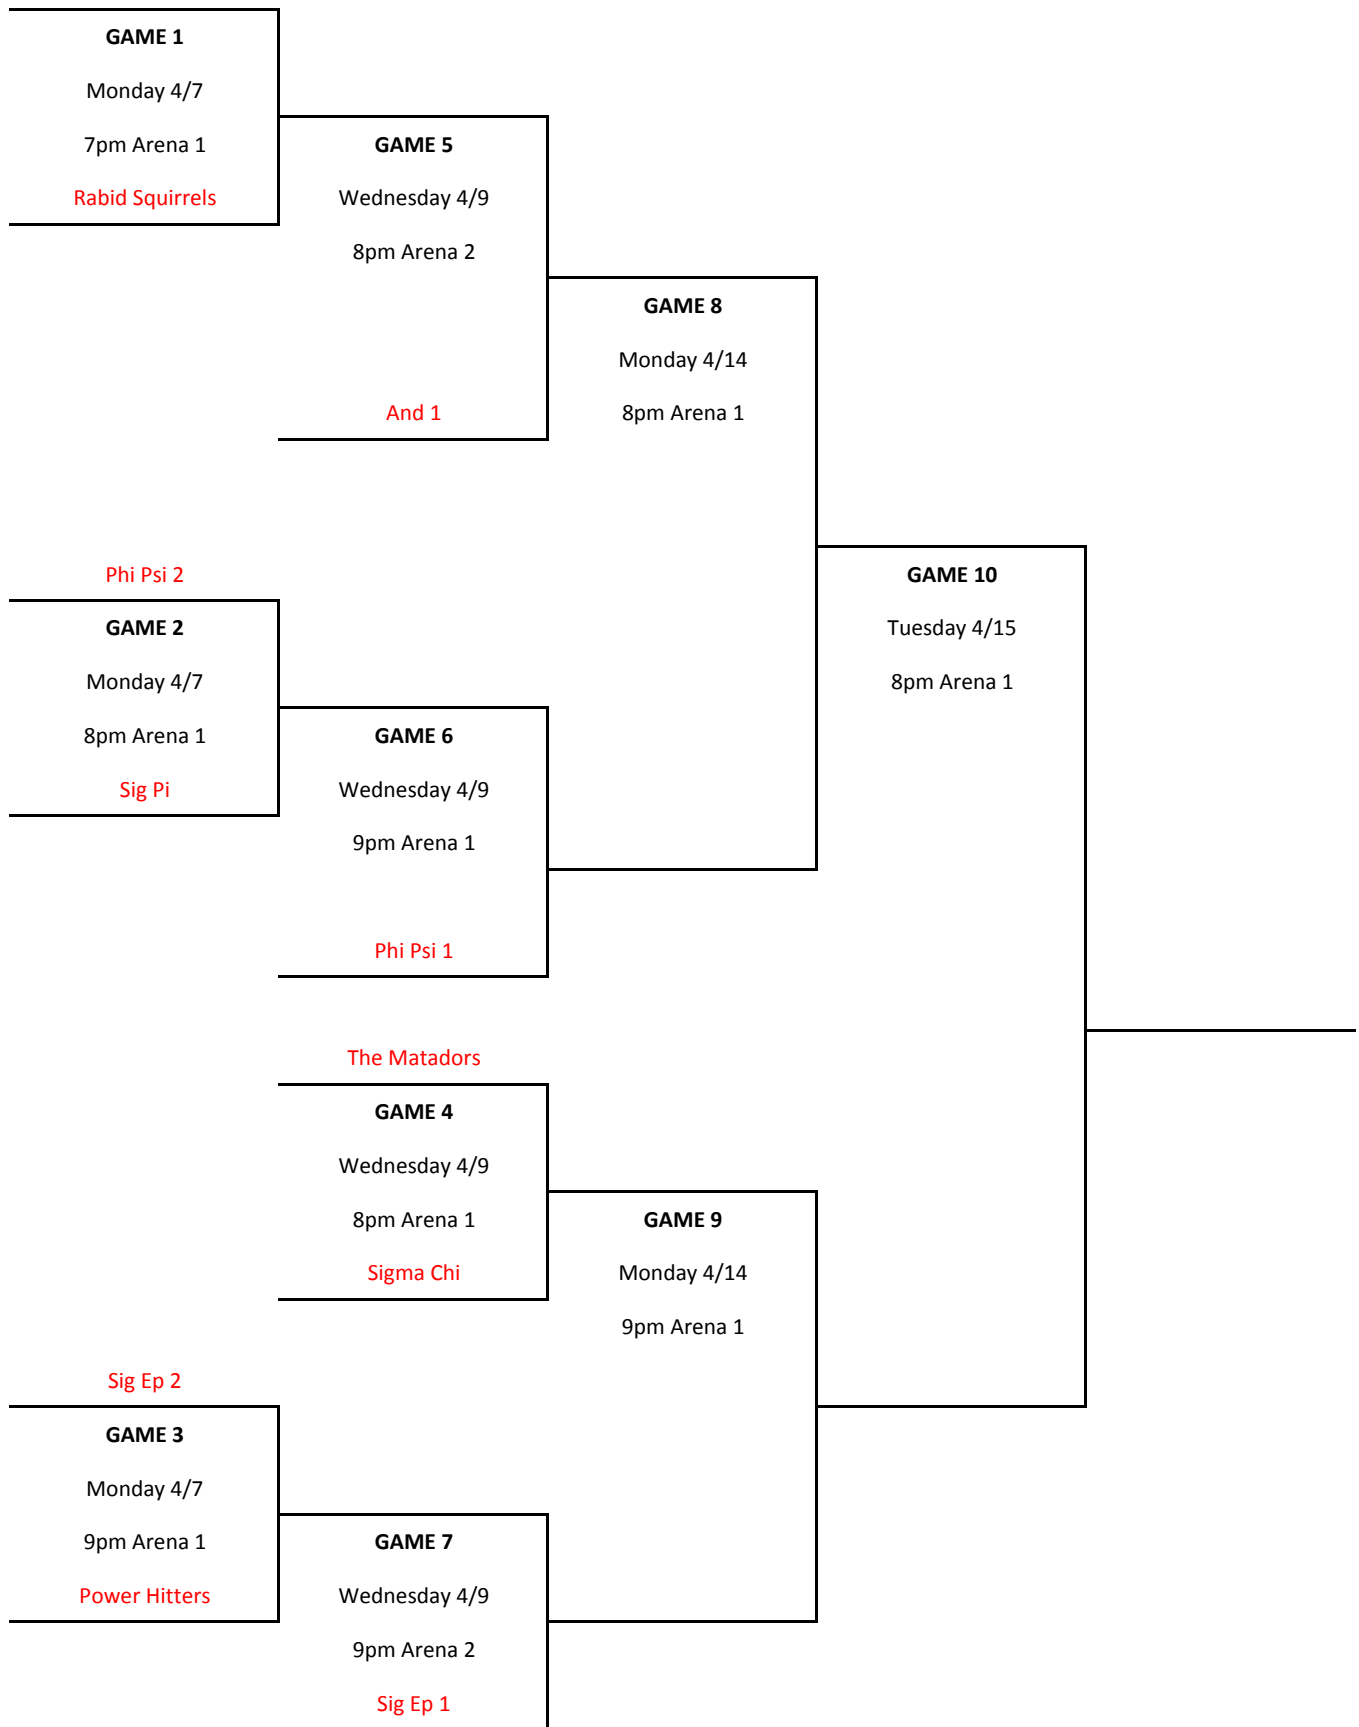 GAME 1
Monday 4/7
7pm Arena 1
Rabid Squirrels
GAME 5
Wednesday 4/9
8pm Arena 2
And 1
GAME 8
Monday 4/14
8pm Arena 1
Phi Psi 2
GAME 2
Monday 4/7
8pm Arena 1
Sig Pi
GAME 6
Wednesday 4/9
9pm Arena 1
Phi Psi 1
GAME 10
Tuesday 4/15
8pm Arena 1
The Matadors
GAME 4
Wednesday 4/9
8pm Arena 1
Sigma Chi
GAME 9
Monday 4/14
9pm Arena 1
Sig Ep 2
GAME 3
Monday 4/7
9pm Arena 1
Power Hitters
GAME 7
Wednesday 4/9
9pm Arena 2
Sig Ep 1